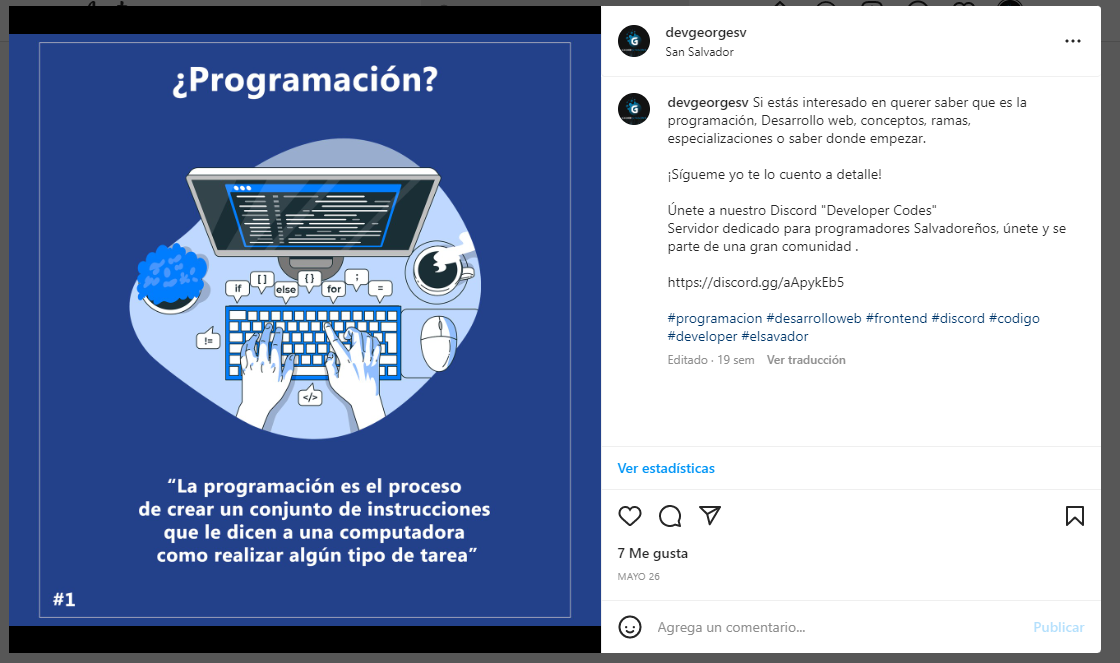 ¿Programación?
if
[ ]
else
{ }
for
;
=
!=
</>
“La programación es el proceso
de crear un conjunto de instrucciones
que le dicen a una computadora
como realizar algún tipo de tarea”
#1
devgeorgesv
San Salvador
devgeorgesv Si estás interesado en querer saber que es la
programación, Desarrollo web, conceptos, ramas,
especializaciones o saber donde empezar.
¡Sígueme yo te lo cuento a detalle!
Únete a nuestro Discord "Developer Codes"
Servidor dedicado para programadores Salvadoreños, únete y se
parte de una gran comunidad .
https://discord.gg/aApykEb5
#programacion #desarrolloweb #frontend #discord #codigo
#developer #elsavador
Editado · 19 sem Ver traducción
Ver estadísticas
7 Me gusta
MAYO 26
Agrega un comentario...
Publicar